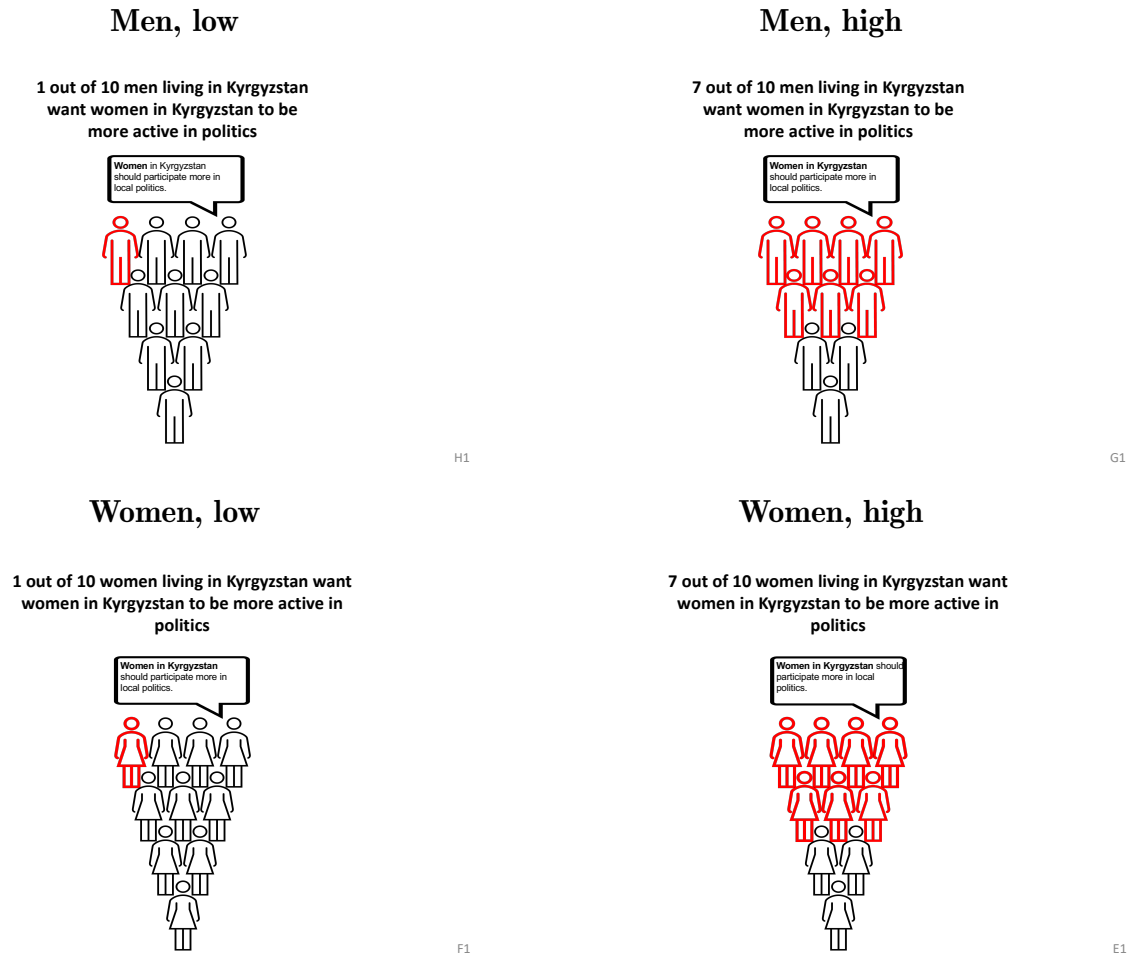 Men, low
1 out of 10 men living in Kyrgyzstan
want women in Kyrgyzstan to be
more active in politics
Women in Kyrgyzstan
should participate more in
local politics.
H1
Men, high
7 out of 10 men living in Kyrgyzstan
want women in Kyrgyzstan to be
more active in politics
Women in Kyrgyzstan
should participate more in
local politics.
G1
Women, low
1 out of 10 women living in Kyrgyzstan want
women in Kyrgyzstan to be more active in
politics
Women in Kyrgyzstan
should participate more in
local politics.
F1
Women, high
7 out of 10 women living in Kyrgyzstan want
women in Kyrgyzstan to be more active in
politics
Women in Kyrgyzstan should
participate more in local
politics.
E1